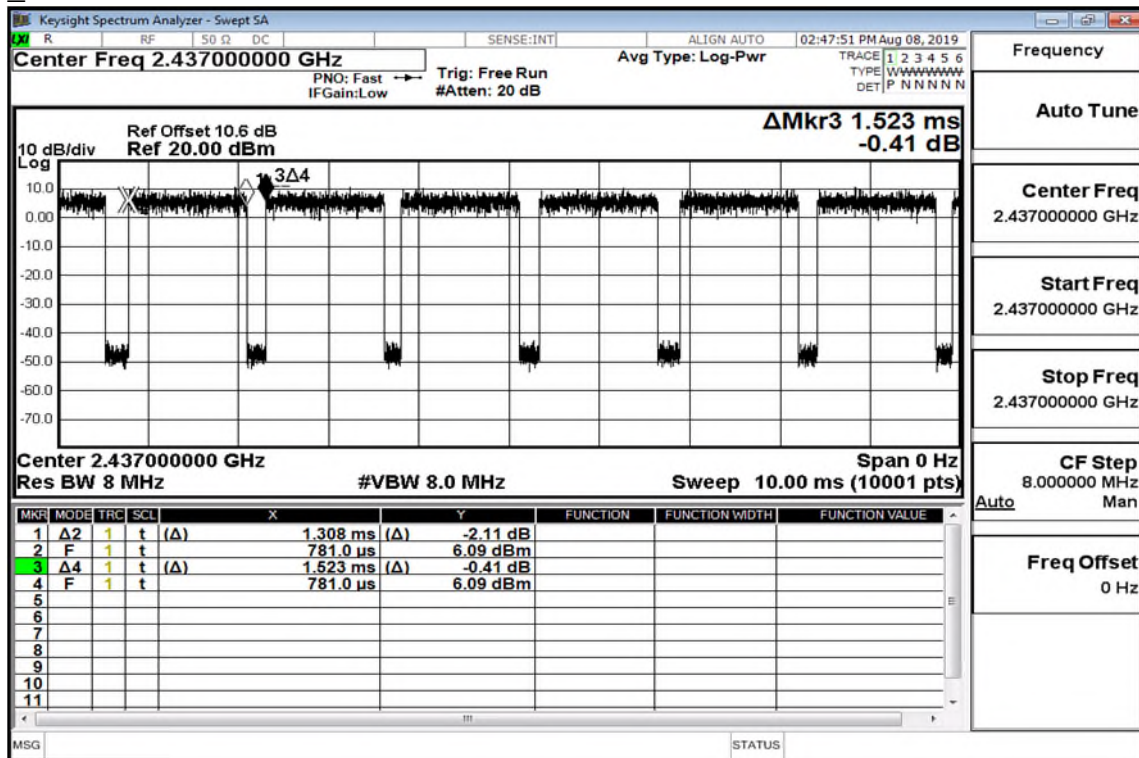 Keysight Spectrum Analyzer - Swept SA
LXI R RF 50 Ω DC SENSE:INT ALIGN AUTO 02:47:51 PM Aug 08, 2019
Center Freq 2.437000000 GHz
PNO: Fast
IFGain:Low
Trig: Free Run
#Atten: 20 dB
Avg Type: Log-Pwr
TRACE 1 2 3 4 5 6
TYPE WWWWWW
DET P N N N N N
ΔMkr3 1.523 ms
-0.41 dB
Ref Offset 10.6 dB
10 dB/div Ref 20.00 dBm
Log
3Δ4
10.0
0.00
-10.0
-20.0
-30.0
-40.0
-50.0
-60.0
-70.0
Center 2.437000000 GHz Span 0 Hz
Res BW 8 MHz #VBW 8.0 MHz Sweep 10.00 ms (10001 pts)
MKR MODE TRC SCL X Y FUNCTION FUNCTION WIDTH FUNCTION VALUE
1 Δ2 1 t (Δ) 1.308 ms (Δ) -2.11 dB
2 F 1 t 781.0 µs 6.09 dBm
3 Δ4 1 t (Δ) 1.523 ms (Δ) -0.41 dB
4 F 1 t 781.0 µs 6.09 dBm
5
6
7
8
9
10
11
MSG STATUS
Frequency
Auto Tune
Center Freq
2.437000000 GHz
Start Freq
2.437000000 GHz
Stop Freq
2.437000000 GHz
CF Step
8.000000 MHz
Auto Man
Freq Offset
0 Hz